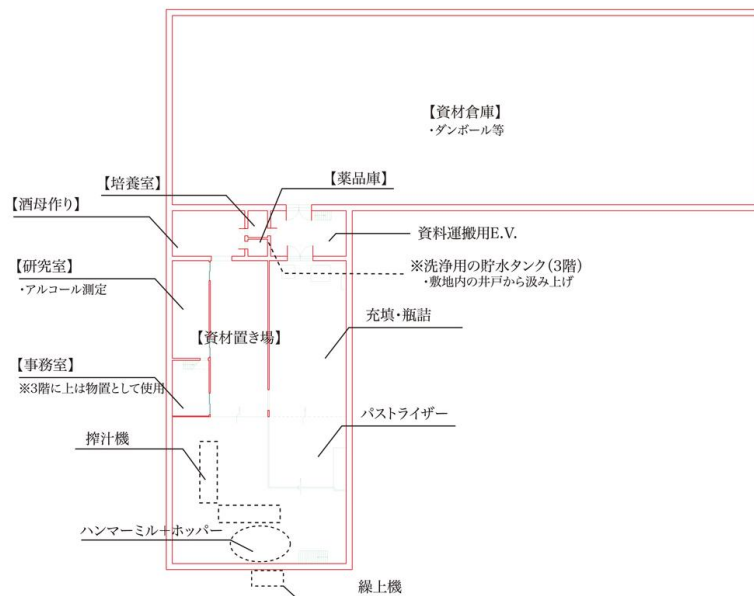 【資材倉庫】
・ダンボール等
【培養室】
【薬品庫】
【酒母作り】
資料運搬用E.V.
【研究室】
・アルコール測定
※洗浄用の貯水タンク(3階)
・敷地内の井戸から汲み上げ
充填・瓶詰
【資材置き場】
【事務室】
※3階に上は物置として使用
パストライザー
搾汁機
ハンマーミル+ホッパー
繰上機